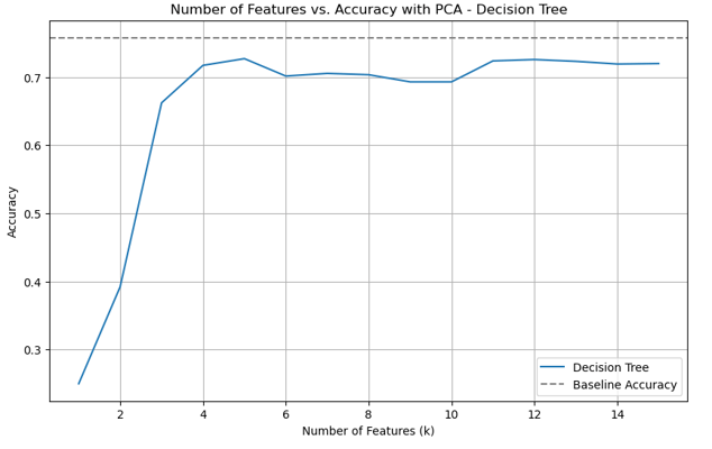 Number of Features vs. Accuracy with PCA - Decision Tree
Accuracy
0.7
0.6
0.5
0.4
0.3
2 4 6 8 10 12 14
Number of Features (k)
Decision Tree
Baseline Accuracy